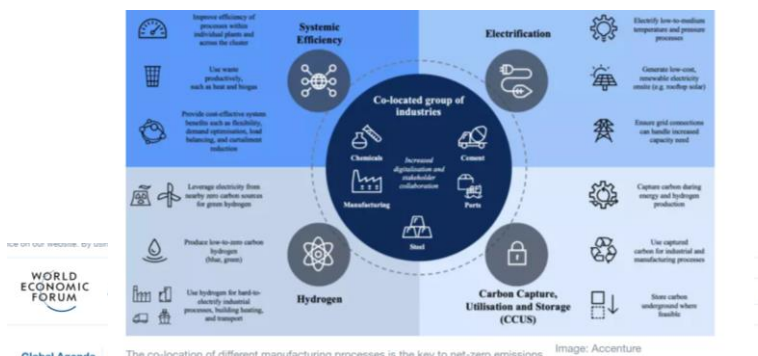 Improve efficiency of
processes within
individual plants and
across the cluster
Use waste
productively,
such as heat and biogas
Provide cost-effective system
benefits such as flexibility,
demand optimisation, load
balancing, and curtailment
reduction
Systemic
Efficiency
Electrification
Electrify low-to-medium
temperature and pressure
processes
Generate low-cost,
renewable electricity
onsite (e.g. rooftop solar)
Ensure grid connections
can handle increased
capacity need
Co-located group of
industries
Chemicals
Cement
Increased
digitalization and
stakeholder
collaboration
Manufacturing
Ports
Steel
Leverage electricity from
nearby zero carbon sources
for green hydrogen
Produce low-to-zero carbon
hydrogen
(blue, green)
Use hydrogen for hard-to-
electrify industrial
processes, building heating,
and transport
Hydrogen
Carbon Capture,
Utilisation and Storage
(CCUS)
Capture carbon during
energy and hydrogen
production
Use captured
carbon for industrial and
manufacturing processes
Store carbon
underground where
feasible
WORLD
ECONOMIC
FORUM
Global Agenda
The co-location of different manufacturing processes is the key to net-zero emissions
Image: Accenture